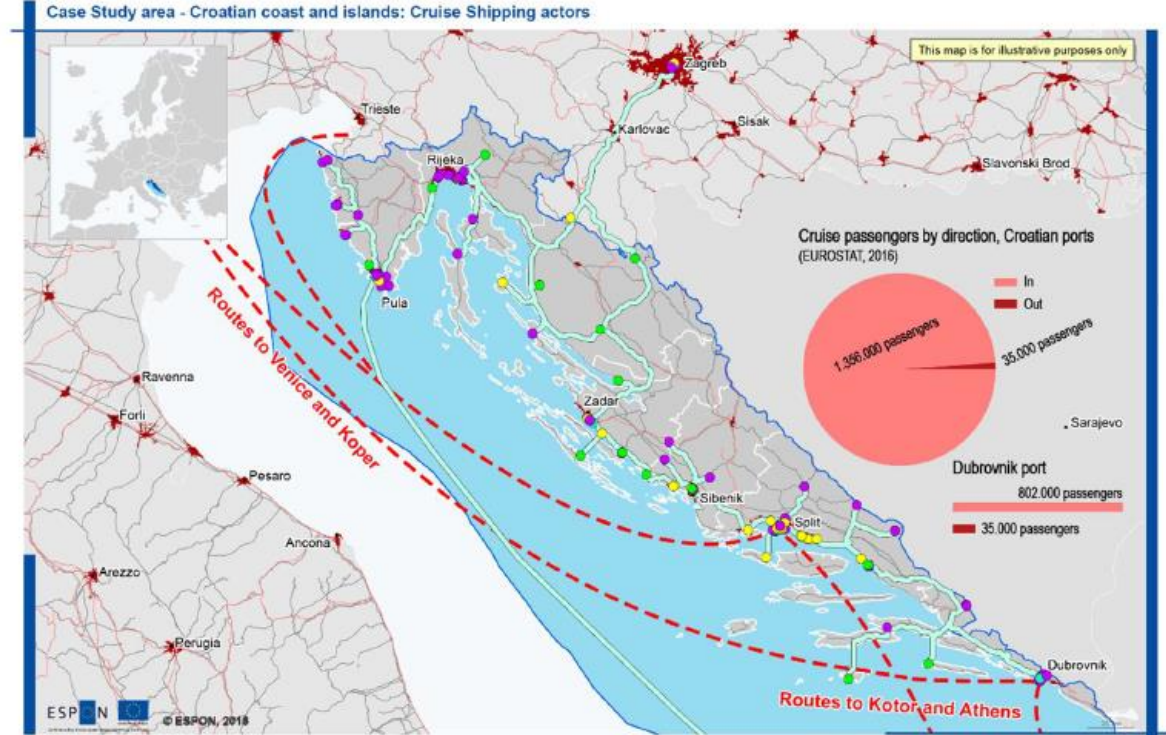 Case Study area - Croatian coast and islands: Cruise Shipping actors
This map is for illustrative purposes only
Zagreb
Trieste
Karlovac
Sisak
Rijeka
Slavonski Brod
Cruise passengers by direction, Croatian ports
(EUROSTAT, 2016)
In
Out
Pula
1.356.000 passengers
35.000 passengers
Routes to Venice and Koper
Ravenna
Zadar
Forli
Sarajevo
Dubrovnik port
Pesaro
802.000 passengers
Sibenik
Split
35.000 passengers
Ancona
Arezzo
Perugia
Dubrovnik
Routes to Kotor and Athens
ESPON
© ESPON, 2018